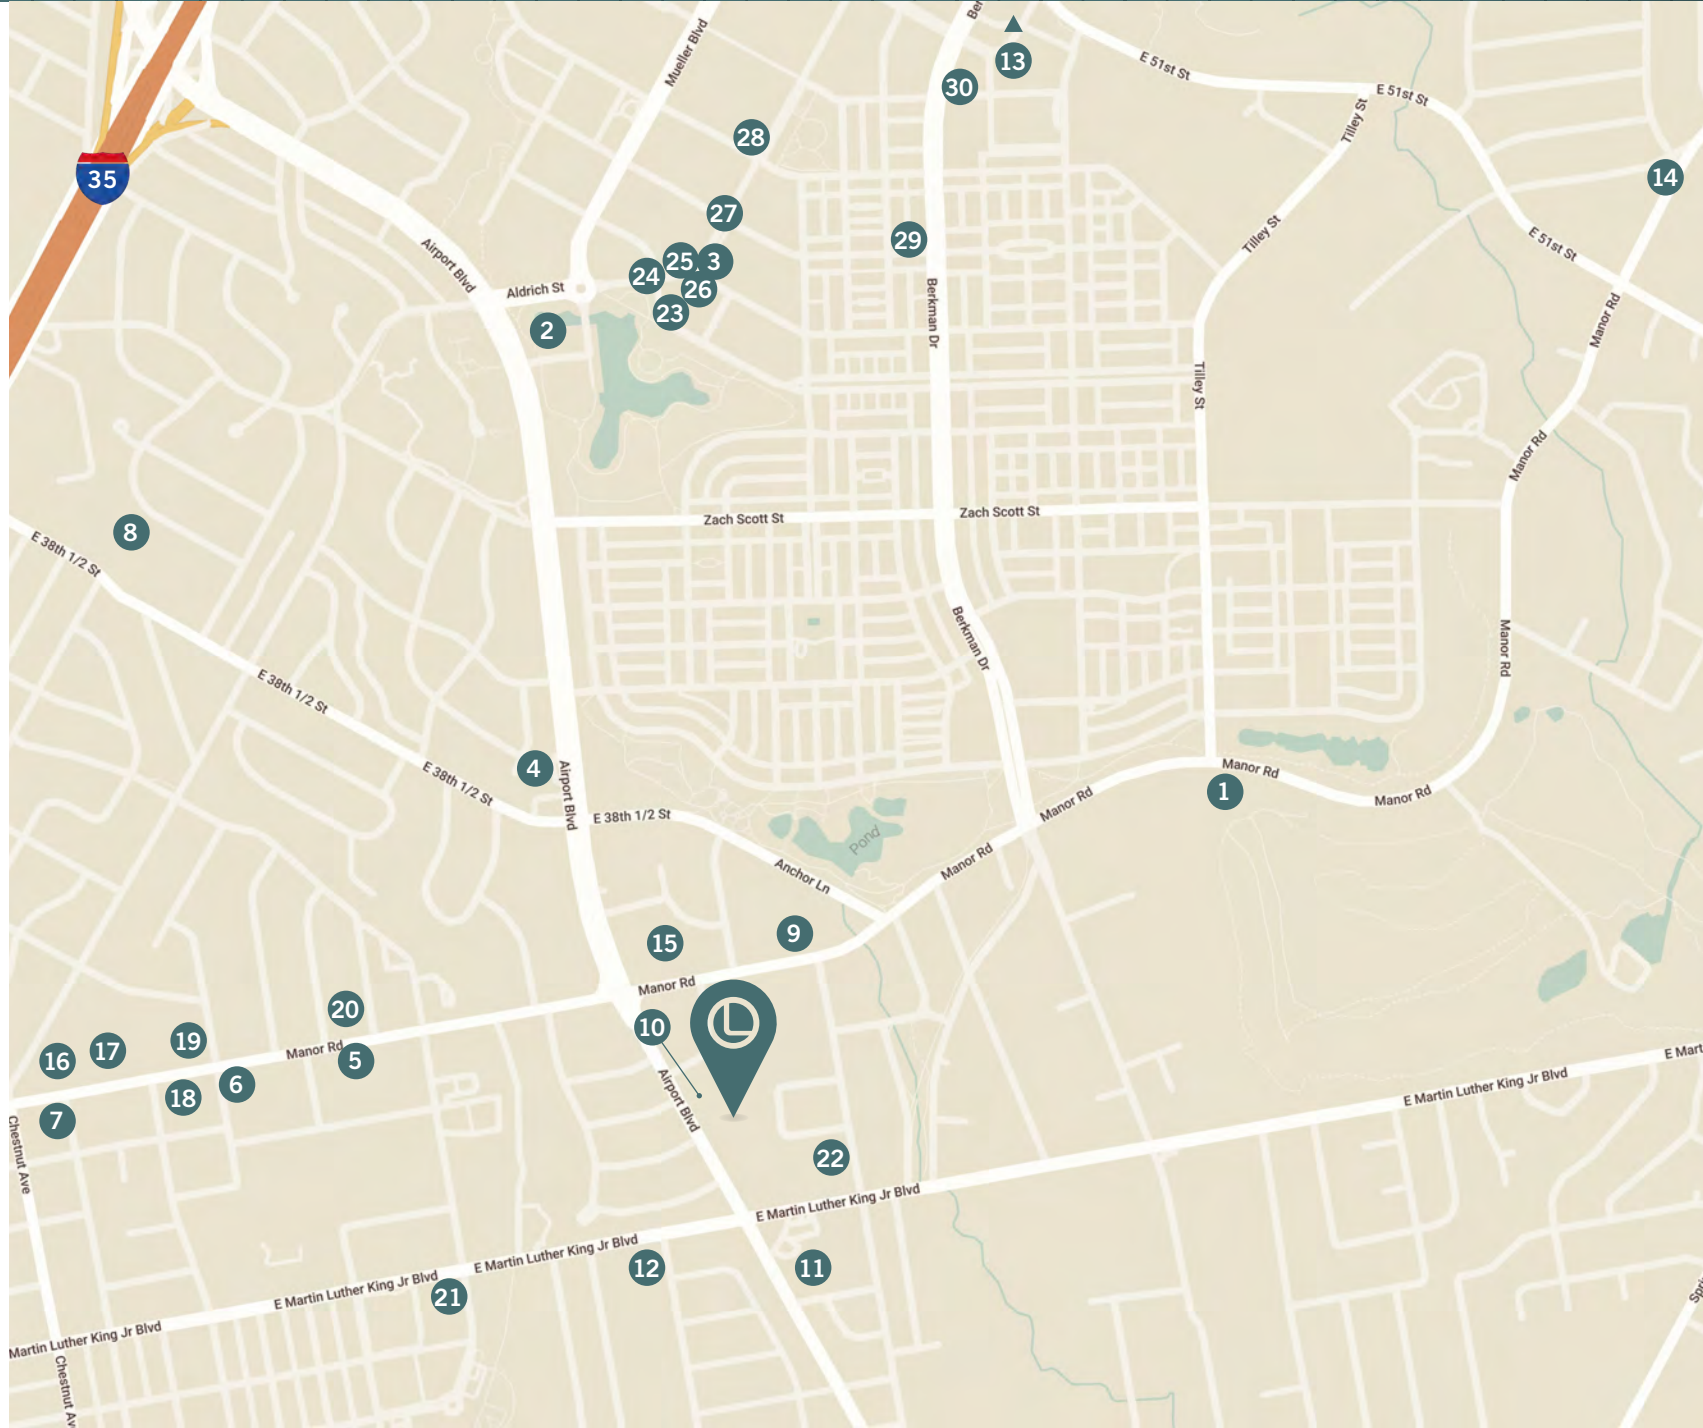 Ber
Mueller Blvd
13
E 51st St
30
E 51st St
Tilley St
28
35
14
27
29
Tilley St
E 51st St
Airport Blvd
25
3
24
26
Aldrich St
23
2
Berkman Dr
Manor Rd
Tilley St
Manor Rd
Zach Scott St
Zach Scott St
8
E 38th 1/2 St
Berkman Dr
Manor Rd
E 38th 1/2 St
4
Airport Blvd
E 38th 1/2 St
E 38th 1/2 St
Manor Rd
1
Manor Rd
Manor Rd
Pond
Manor Rd
Anchor Ln
15
9
Manor Rd
20
10
L
16
17
19
Manor Rd
5
E Mart
7
18
6
Airport Blvd
E Martin Luther King Jr Blvd
Chestnut Ave
22
E Martin Luther King Jr Blvd
E Martin Luther King Jr Blvd
12
11
E Martin Luther King Jr Blvd
21
Spri
Martin Luther King Jr Blvd
Chestnut Av